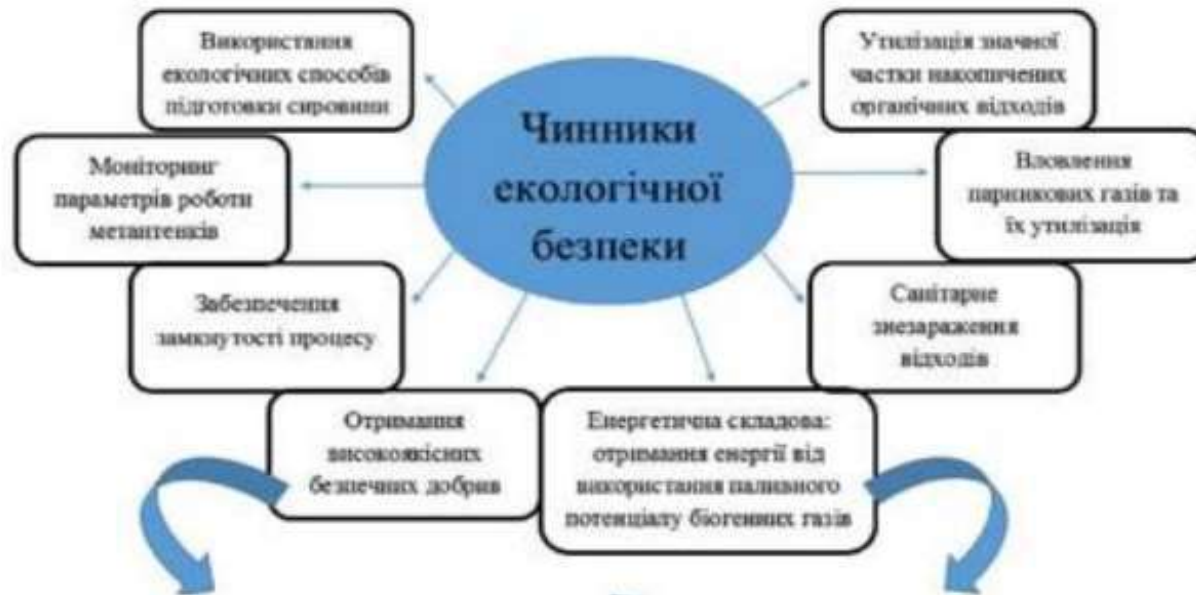 Чинники
екологічної
безпеки
Використання
екологічних способів
підготовки сировини
Моніторинг
параметрів роботи
метантенків
Забезпечення
замкнутості процесу
Отримання
високоякісних
безпечних добрив
Енергетична складова:
отримання енергії від
використання паливного
потенціалу біогенних газів
Санітарне
знезараження
відходів
Вловлення
парникових газів та
їх утилізація
Утилізація значної
частки накопичених
органічних відходів